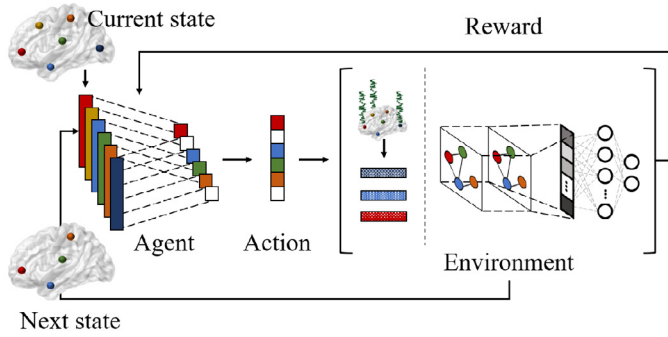 Current state
Reward
Agent
Action
Environment
Next state